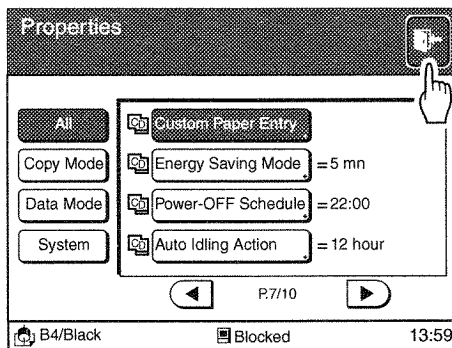 Properties
All
Custom Paper Entry
Copy Mode
Energy Saving Mode
=5 mn
Data Mode
Power-OFF Schedule
=22:00
System
Auto Idling Action
= 12 hour
P.7/10
B4/Black
Blocked
13:59